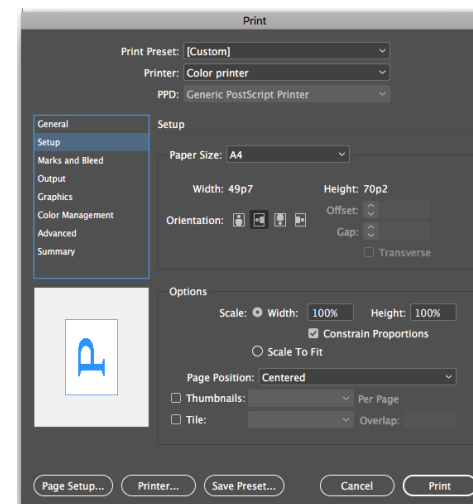 Print
Print Preset: [Custom]
Printer: Color printer
PPD: Generic PostScript Printer
General
Setup
Marks and Bleed
Output
Graphics
Color Management
Advanced
Summary
Setup
Paper Size: A4
Width: 49p7 Height: 70p2
Orientation: Offset:
Gap:
Transverse
Options
Scale: Width: 100% Height: 100%
Constrain Proportions
Scale To Fit
Page Position: Centered
Thumbnails: Per Page
Tile: Overlap:
P
Page Setup... Printer... Save Preset... Cancel Print